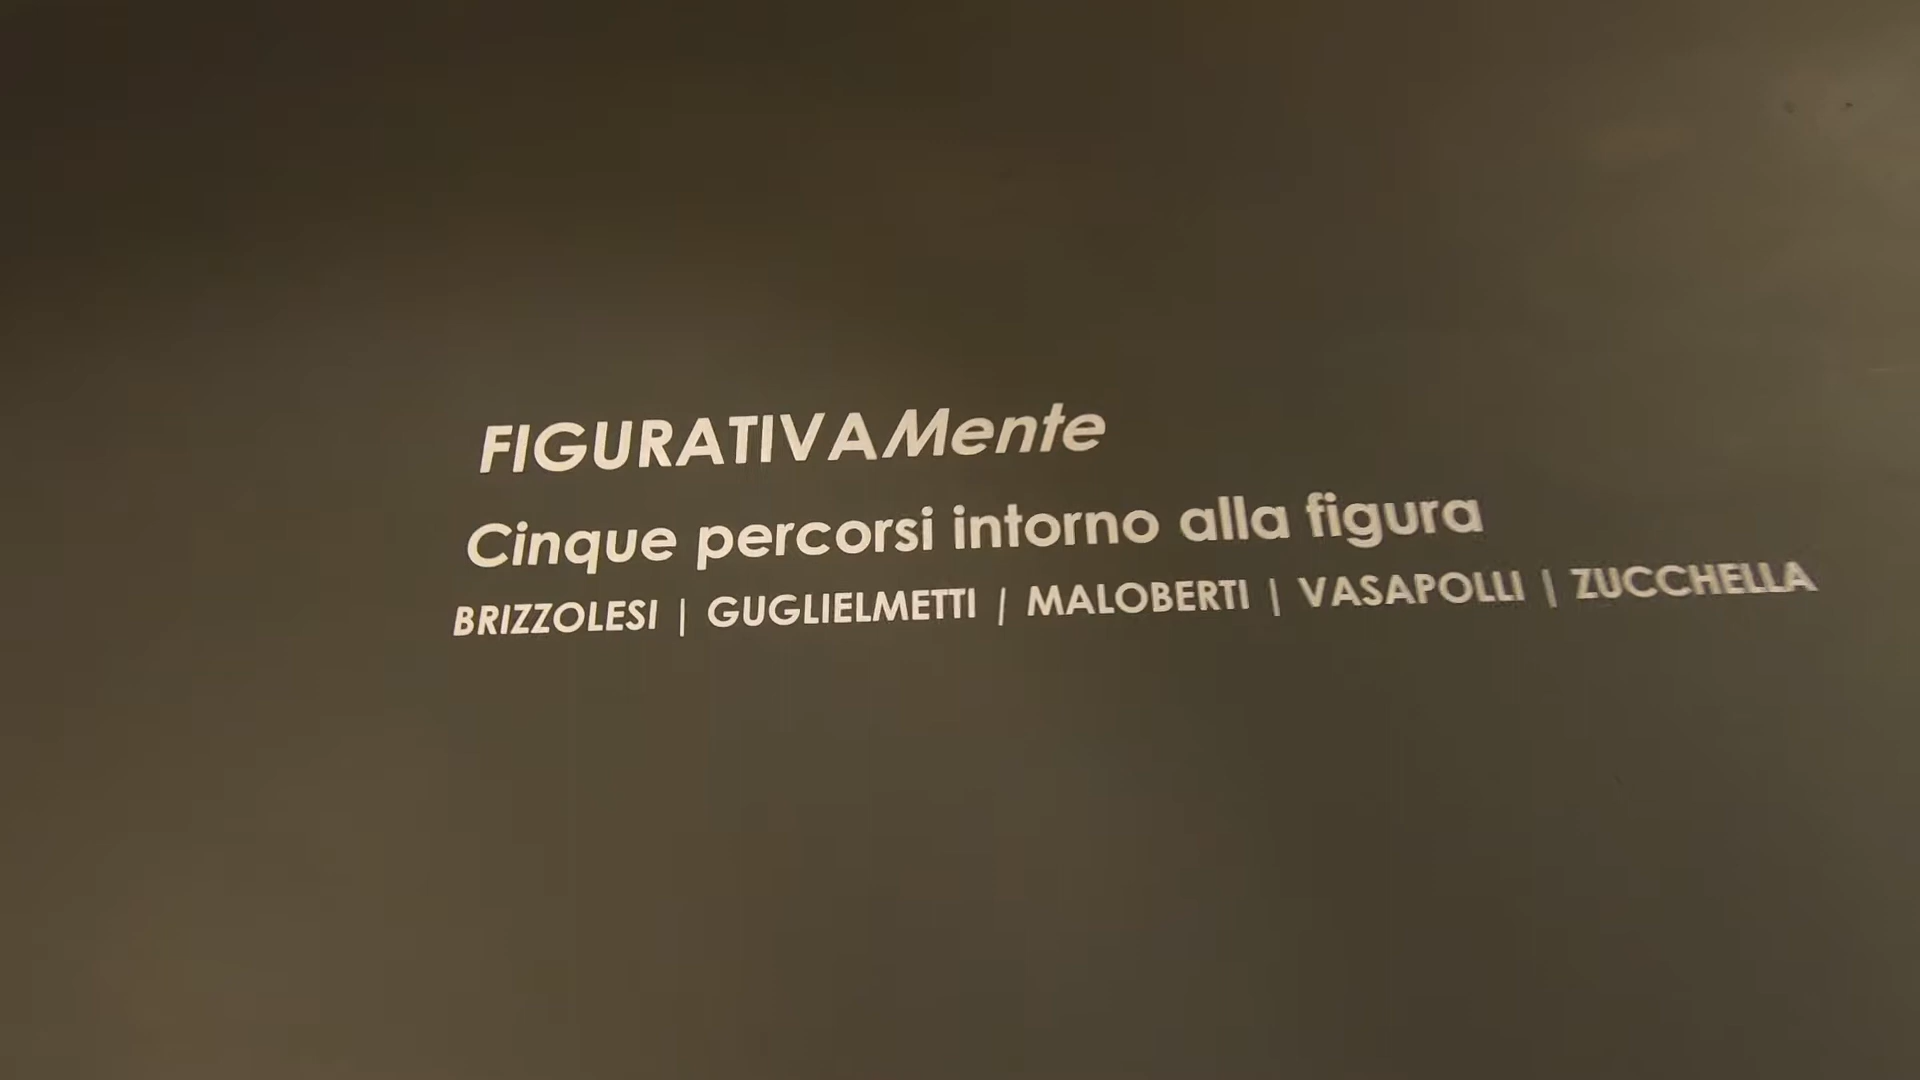 FIGURATIVAMente
Cinque percorsi intorno alla figura
BRIZZOLESI | GUGLIELMETTI | MALOBERTI | VASAPOLLI | ZUCCHELLA